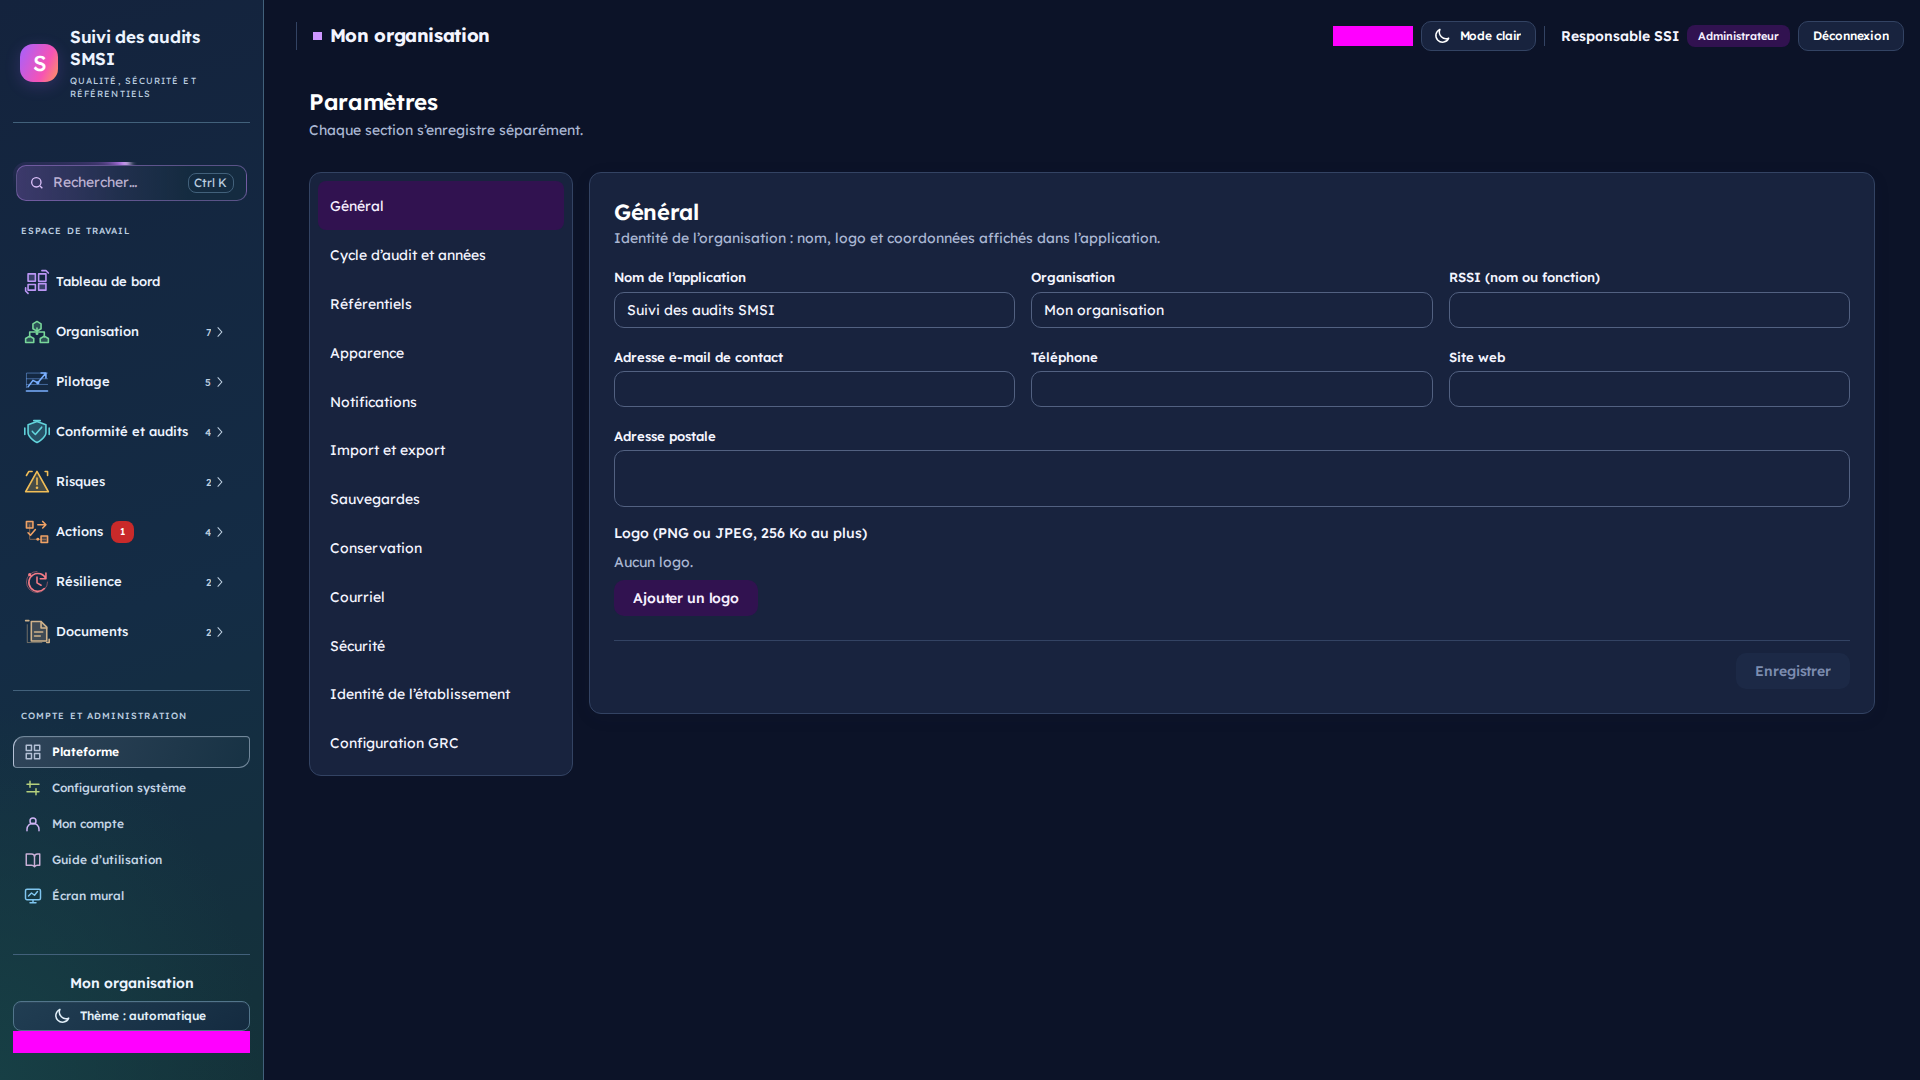 S
Suivi des audits
SMSI
QUALITÉ, SÉCURITÉ ET
RÉFÉRENTIELS
Rechercher…
Ctrl K
ESPACE DE TRAVAIL
Tableau de bord
Organisation 7
Pilotage 5
Conformité et audits 4
Risques 2
Actions 1 4
Résilience 2
Documents 2
COMPTE ET ADMINISTRATION
Plateforme
Configuration système
Mon compte
Guide d’utilisation
Écran mural
Mon organisation
Thème : automatique
Mon organisation
Mode clair
Responsable SSI
Administrateur
Déconnexion
Paramètres
Chaque section s’enregistre séparément.
Général
Cycle d’audit et années
Référentiels
Apparence
Notifications
Import et export
Sauvegardes
Conservation
Courriel
Sécurité
Identité de l’établissement
Configuration GRC
Général
Identité de l’organisation : nom, logo et coordonnées affichés dans l’application.
Nom de l’application
Suivi des audits SMSI
Organisation
Mon organisation
RSSI (nom ou fonction)
Adresse e-mail de contact
Téléphone
Site web
Adresse postale
Logo (PNG ou JPEG, 256 Ko au plus)
Aucun logo.
Ajouter un logo
Enregistrer